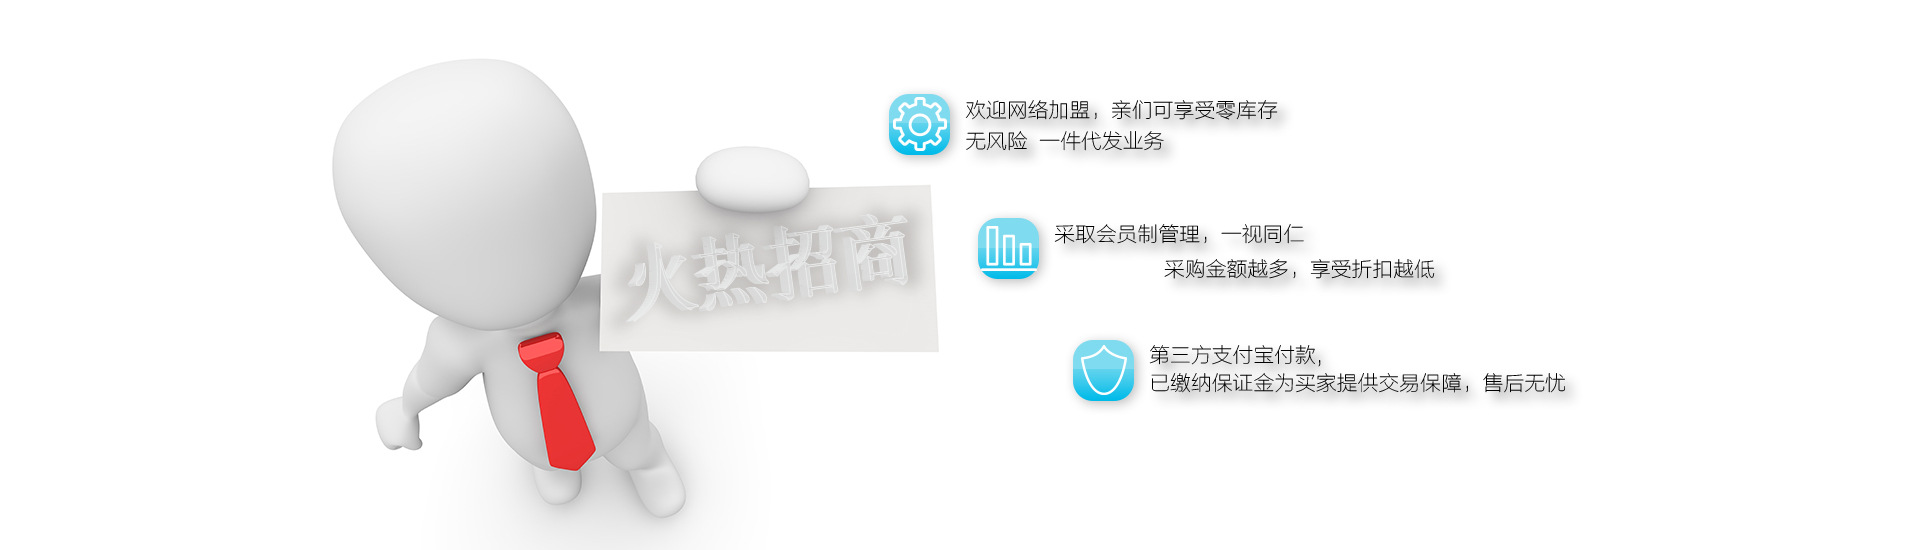 火热招商
欢迎网络加盟，亲们可享受零库存
无风险 一件代发业务
采取会员制管理，一视同仁
采购金额越多，享受折扣越低
第三方支付宝付款，
已缴纳保证金为买家提供交易保障，售后无忧